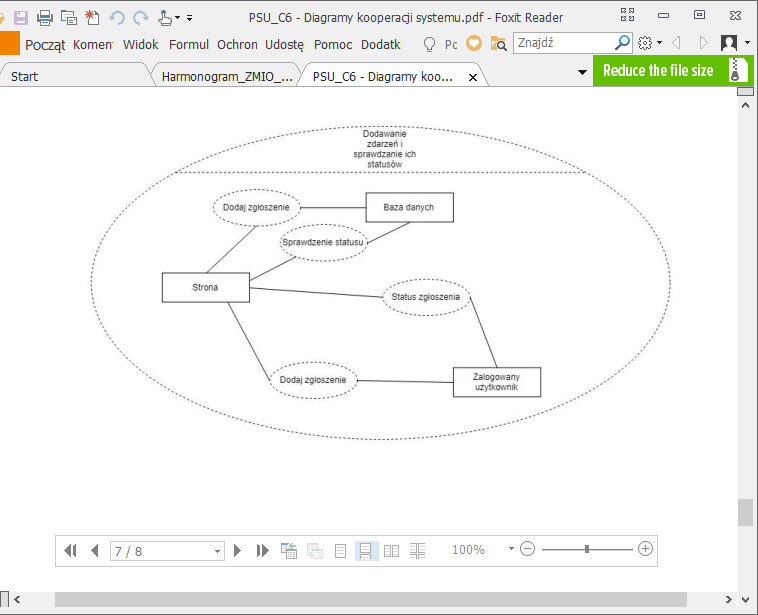 PSU_C6 - Diagramy kooperacji systemu.pdf - Foxit Reader
Począt Komen Widok Formul Ochron Udostę Pomoc Dodatk Pc Znajdź
Start Harmonogram_ZMIO_... PSU_C6 - Diagramy koo... Reduce the file size
Dodawanie
zdarzeń i
sprawdzanie ich
statusów
Dodaj zgłoszenie Baza danych
Sprawdzenie statusu
Strona
Status zgłoszenia
Dodaj zgłoszenie
Zalogowany
użytkownik
7 / 8 100%